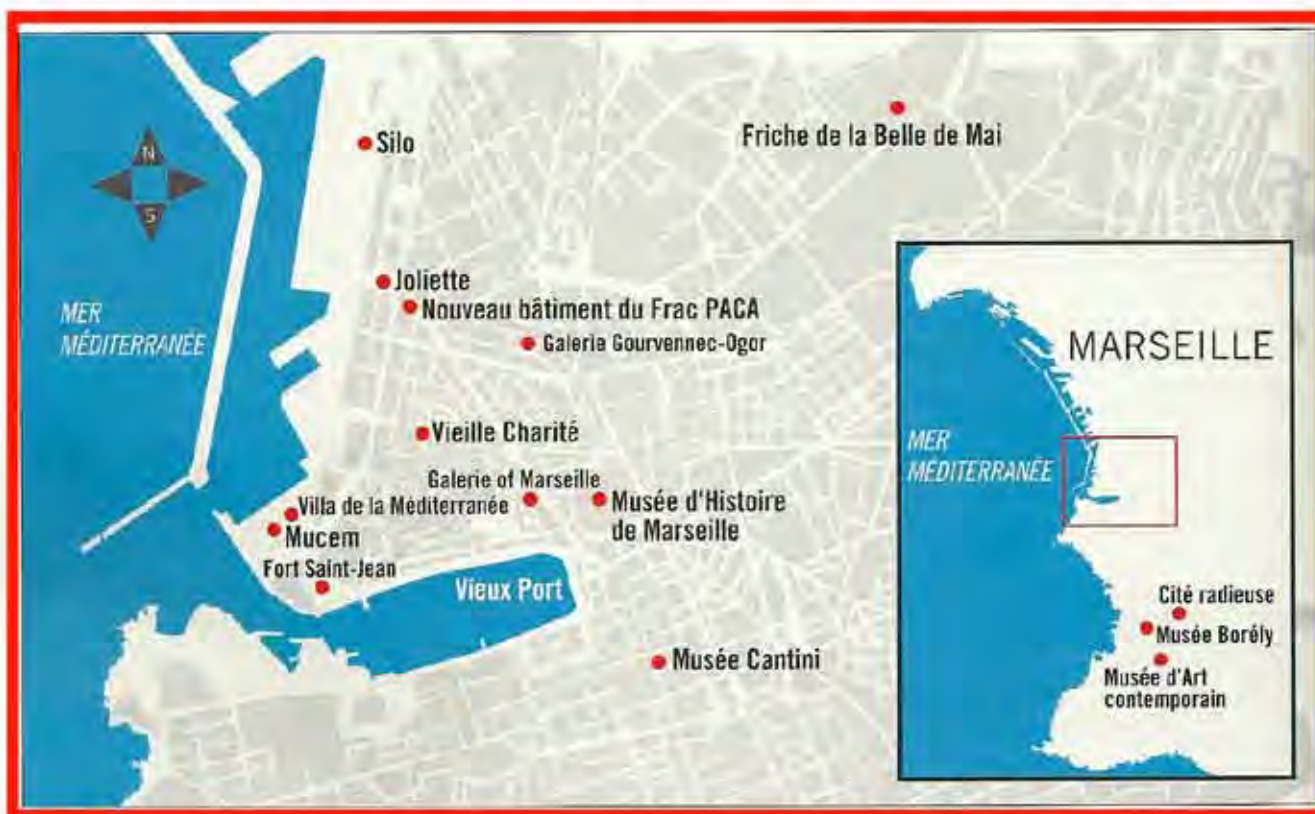 N
S
MER
MÉDITERRANÉE
Silo
Friche de la Belle de Mai
Joliette
Nouveau bâtiment du Frac PACA
Galerie Gourvennec-Ogor
Vieille Charité
Galerie of Marseille
Villa de la Méditerranée
Musée d'Histoire
de Marseille
Mucem
Fort Saint-Jean
Vieux Port
Musée Cantini
MARSEILLE
MER
MÉDITERRANÉE
Cité radieuse
Musée Borély
Musée d'Art
contemporain